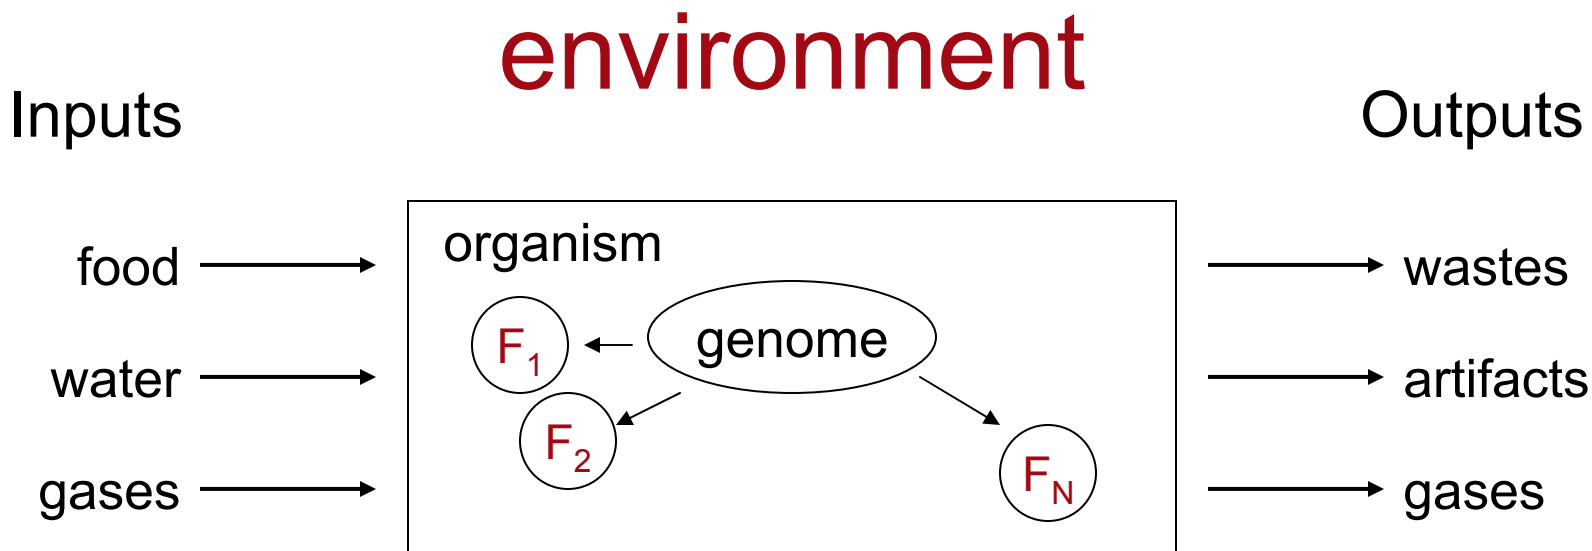 environment
Inputs
Outputs
organism
food
wastes
genome
F1
water
artifacts
F2
FN
gases
gases